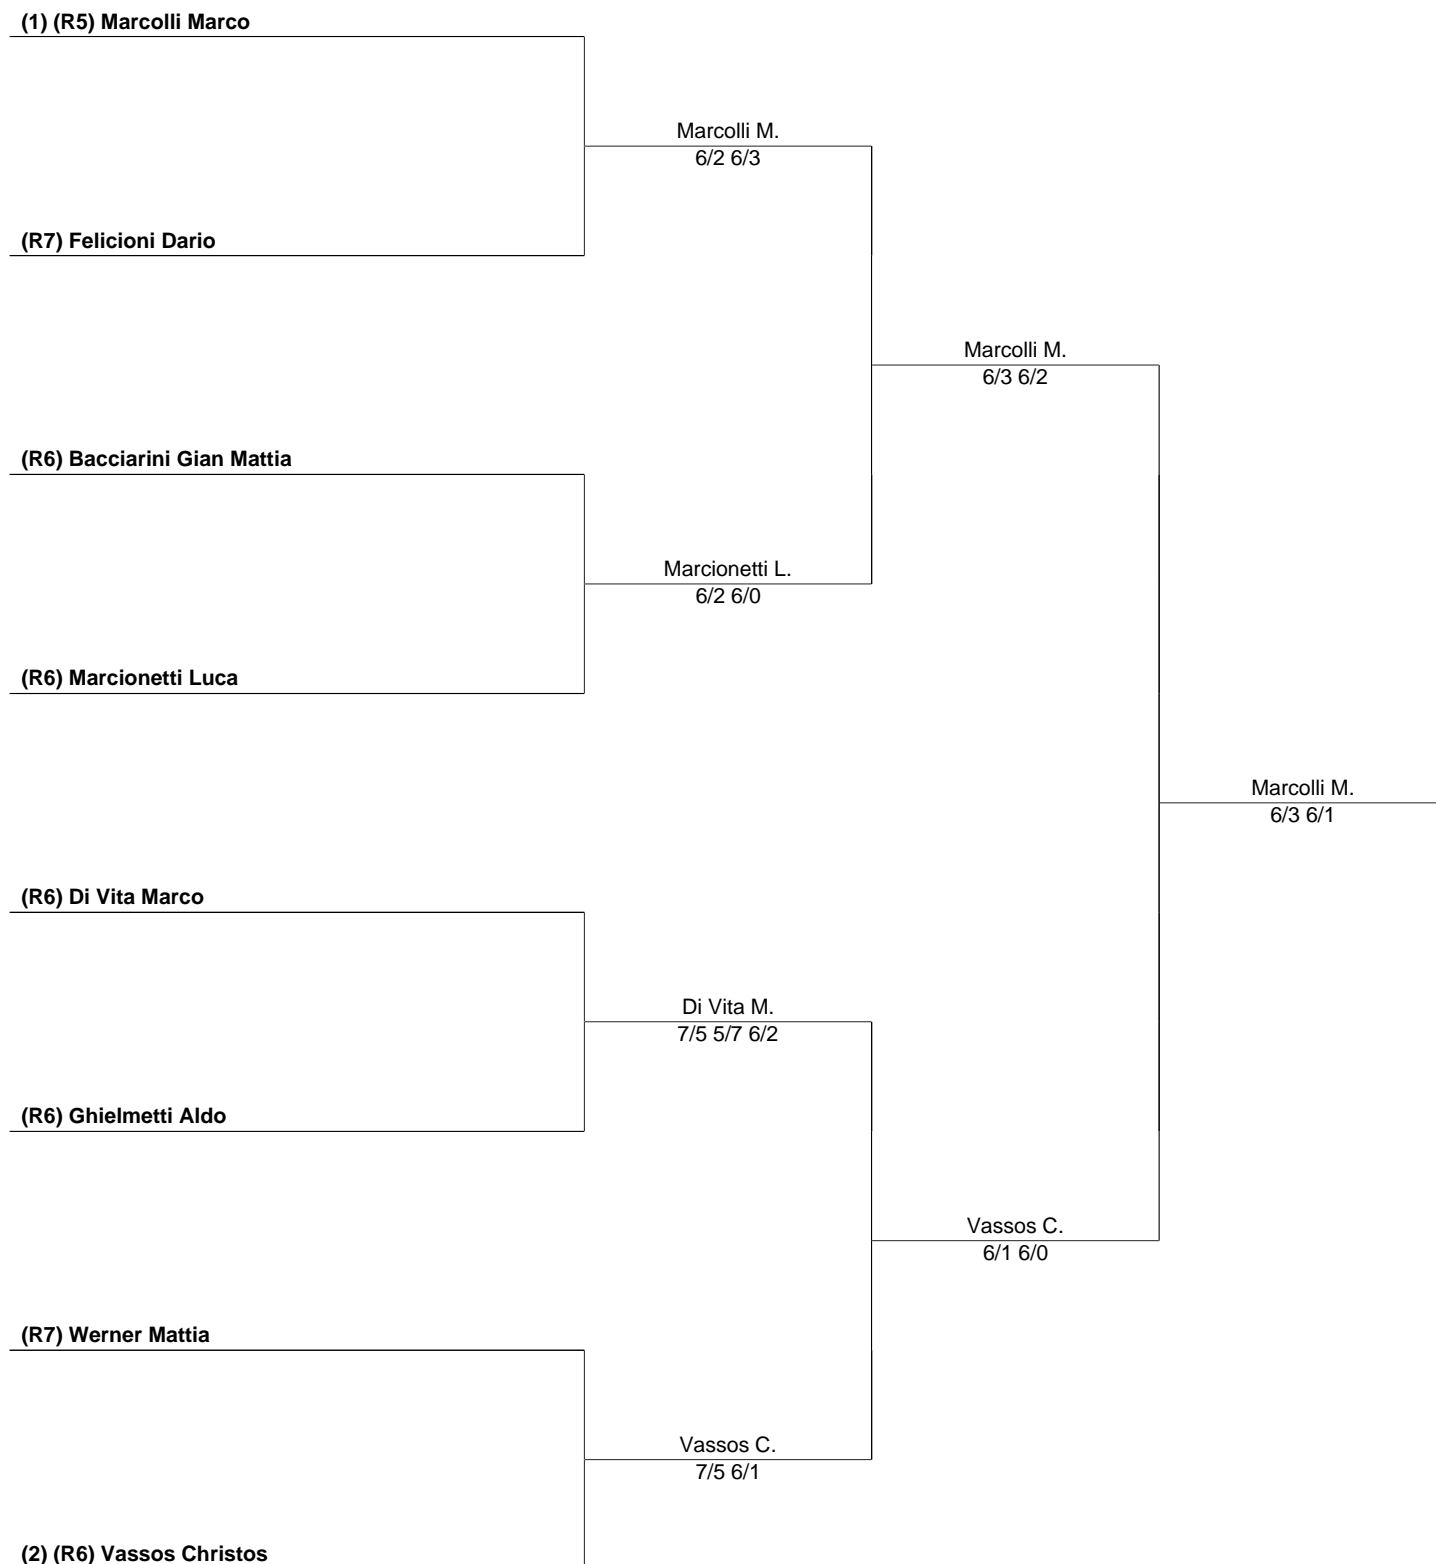 (1) (R5) Marcolli Marco
Marcolli M.
6/2 6/3
(R7) Felicioni Dario
Marcolli M.
6/3 6/2
(R6) Bacciarini Gian Mattia
Marcionetti L.
6/2 6/0
(R6) Marcionetti Luca
Marcolli M.
6/3 6/1
(R6) Di Vita Marco
Di Vita M.
7/5 5/7 6/2
(R6) Ghielmetti Aldo
Vassos C.
6/1 6/0
(R7) Werner Mattia
Vassos C.
7/5 6/1
(2) (R6) Vassos Christos